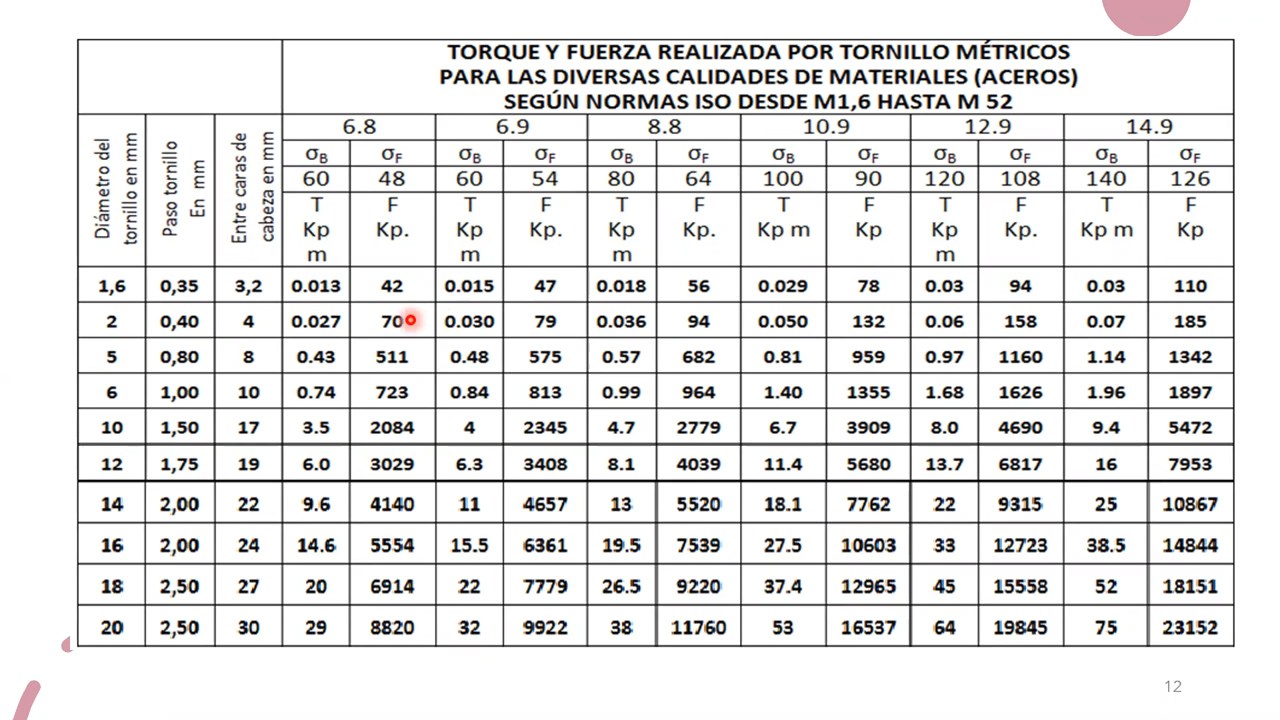 TORQUE Y FUERZA REALIZADA POR TORNILLO MÉTRICOS
PARA LAS DIVERSAS CALIDADES DE MATERIALES (ACEROS)
SEGÚN NORMAS ISO DESDE M1,6 HASTA M 52
Diámetro del tornillo en mm
Paso tornillo En mm
Entre caras de cabeza en mm
6.8 6.9 8.8 10.9 12.9 14.9
σB σF σB σF σB σF σB σF σB σF σB σF
60 48 60 54 80 64 100 90 120 108 140 126
T F T F T F T F T F T F
Kp Kp. Kp Kp. Kp Kp. Kp m Kp Kp Kp. Kp m Kp
m m m m
1,6 0,35 3,2 0.013 42 0.015 47 0.018 56 0.029 78 0.03 94 0.03 110
2 0,40 4 0.027 70 0.030 79 0.036 94 0.050 132 0.06 158 0.07 185
5 0,80 8 0.43 511 0.48 575 0.57 682 0.81 959 0.97 1160 1.14 1342
6 1,00 10 0.74 723 0.84 813 0.99 964 1.40 1355 1.68 1626 1.96 1897
10 1,50 17 3.5 2084 4 2345 4.7 2779 6.7 3909 8.0 4690 9.4 5472
12 1,75 19 6.0 3029 6.3 3408 8.1 4039 11.4 5680 13.7 6817 16 7953
14 2,00 22 9.6 4140 11 4657 13 5520 18.1 7762 22 9315 25 10867
16 2,00 24 14.6 5554 15.5 6361 19.5 7539 27.5 10603 33 12723 38.5 14844
18 2,50 27 20 6914 22 7779 26.5 9220 37.4 12965 45 15558 52 18151
20 2,50 30 29 8820 32 9922 38 11760 53 16537 64 19845 75 23152
12